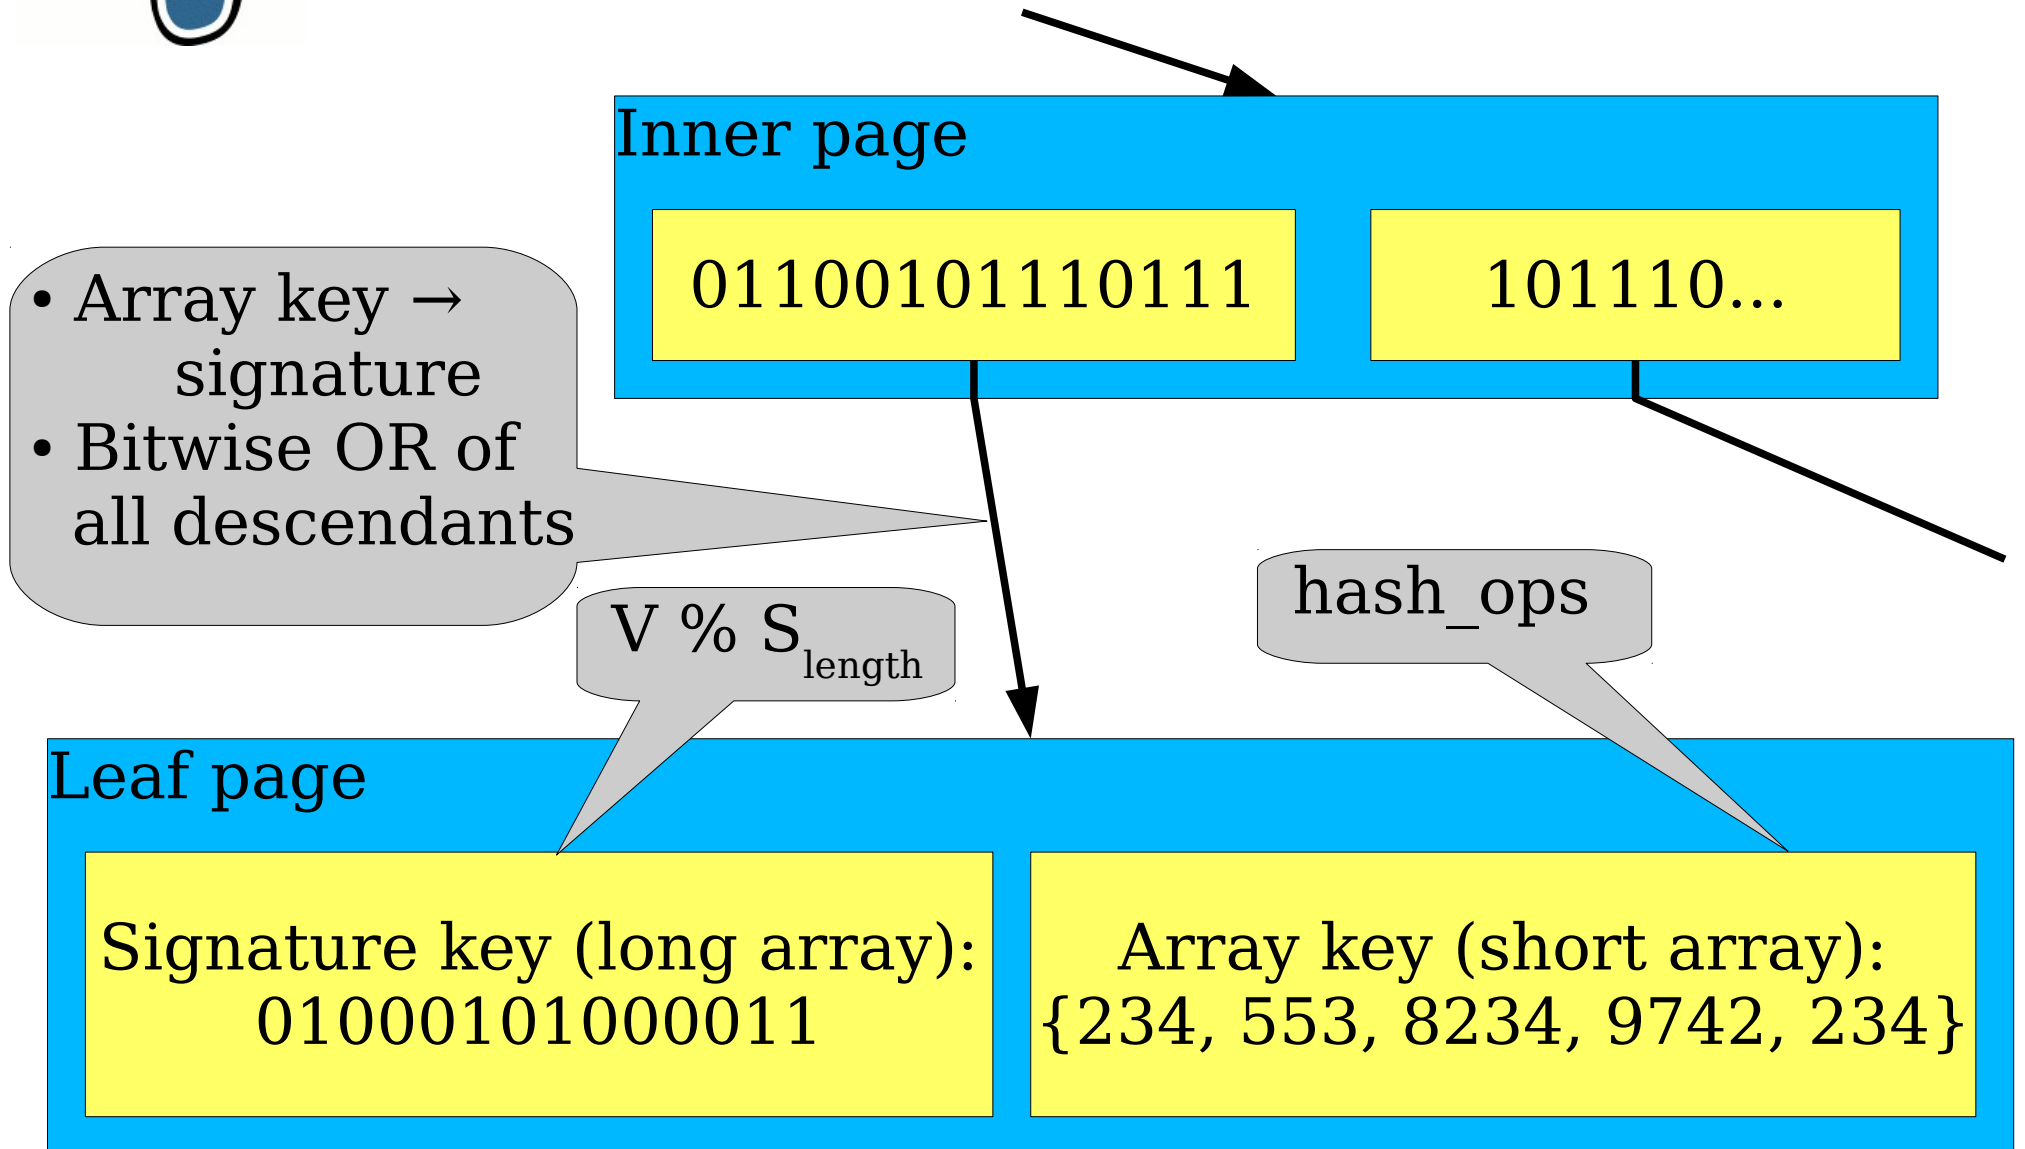 Inner page
01100101110111
101110...
• Array key →
signature
• Bitwise OR of
all descendants
hash_ops
V % Slength
Leaf page
Signature key (long array):
01000101000011
Array key (short array):
{234, 553, 8234, 9742, 234}